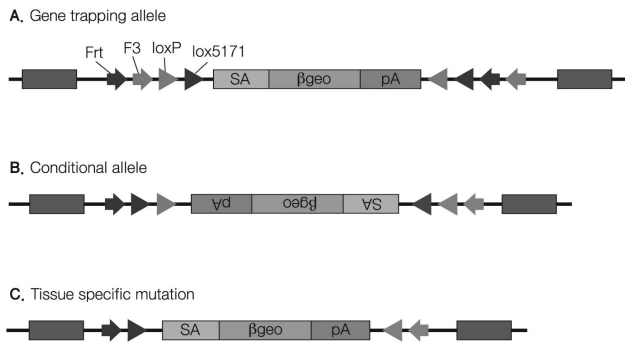 A. Gene trapping allele
Frt F3 loxP lox5171
SA βgeo pA
B. Conditional allele
pA βgeo SA
C. Tissue specific mutation
SA βgeo pA